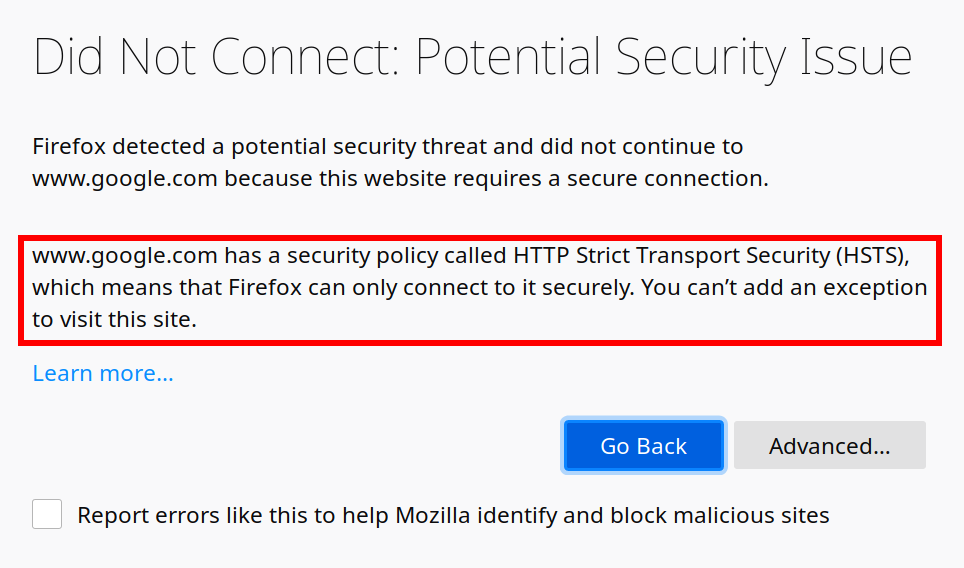 Did Not Connect: Potential Security Issue
Firefox detected a potential security threat and did not continue to
www.google.com because this website requires a secure connection.
www.google.com has a security policy called HTTP Strict Transport Security (HSTS),
which means that Firefox can only connect to it securely. You can’t add an exception
to visit this site.
Learn more…
Go Back
Advanced…
Report errors like this to help Mozilla identify and block malicious sites